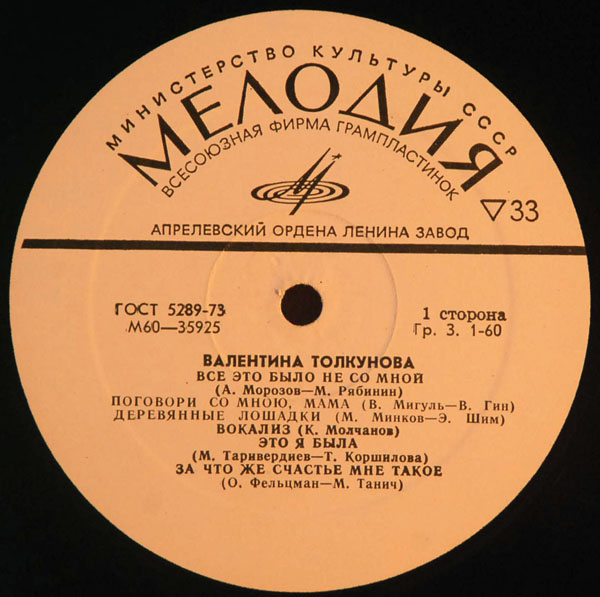 МИНИСТЕРСТВО КУЛЬТУРЫ СССР
МЕЛОДИЯ
ВСЕСОЮЗНАЯ ФИРМА ГРАМПЛАСТИНОК
33
АПРЕЛЕВСКИЙ ОРДЕНА ЛЕНИНА ЗАВОД
ГОСТ 5289-73
М60—35925
1 сторона
Гр. 3. 1-60
ВАЛЕНТИНА ТОЛКУНОВА
ВСЕ ЭТО БЫЛО НЕ СО МНОЙ
(А. Морозов—М. Рябинин)
ПОГОВОРИ СО МНОЮ, МАМА (В. Мигуль—В. Гин)
ДЕРЕВЯННЫЕ ЛОШАДКИ (М. Минков—Э. Шим)
ВОКАЛИЗ (К. Молчанов)
ЭТО Я БЫЛА
(М. Таривердиев—Т. Коршилова)
ЗА ЧТО ЖЕ СЧАСТЬЕ МНЕ ТАКОЕ
(О. Фельцман—М. Танич)